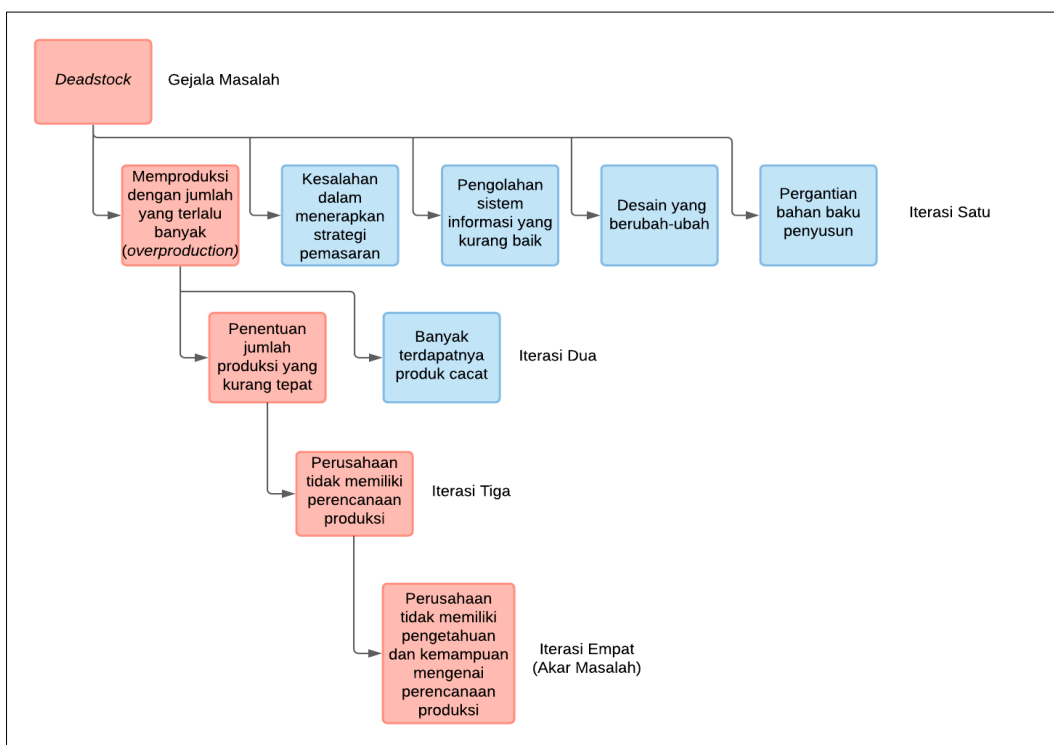 Deadstock
Gejala Masalah
Memproduksi
dengan jumlah
yang terlalu
banyak
(overproduction)
Kesalahan
dalam
menerapkan
strategi
pemasaran
Pengolahan
sistem
informasi yang
kurang baik
Desain yang
berubah-ubah
Pergantian
bahan baku
penyusun
Iterasi Satu
Penentuan
jumlah
produksi yang
kurang tepat
Banyak
terdapatnya
produk cacat
Iterasi Dua
Perusahaan
tidak memiliki
perencanaan
produksi
Iterasi Tiga
Perusahaan
tidak memiliki
pengetahuan
dan kemampuan
mengenai
perencanaan
produksi
Iterasi Empat
(Akar Masalah)